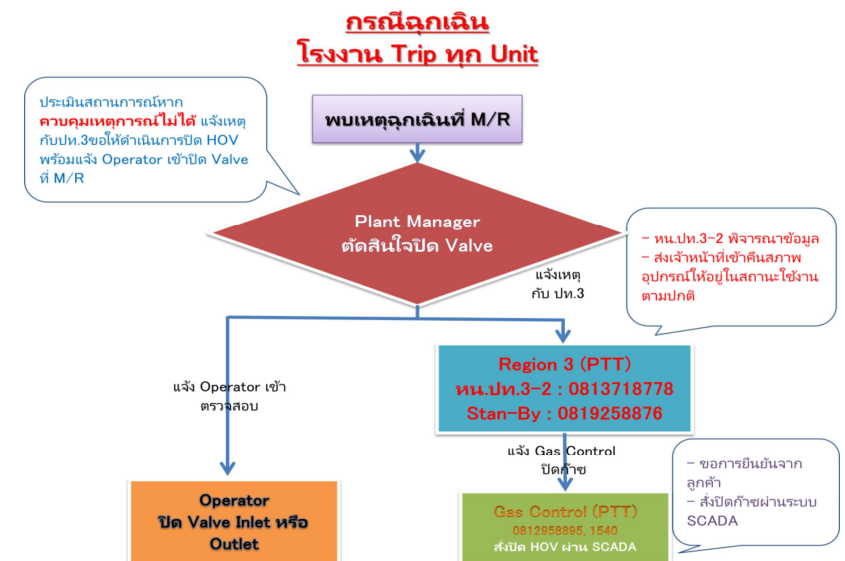 กรณีฉุกเฉิน
โรงงาน Trip ทุก Unit
ประเมินสถานการณ์หาก
ควบคุมเหตุการณ์ไม่ได้ แจ้งเหตุ
กับปท.3ขอให้ดำเนินการปิด HOV
พร้อมแจ้ง Operator เข้าปิด Valve
ที่ M/R
พบเหตุฉุกเฉินที่ M/R
Plant Manager
ตัดสินใจปิด Valve
- หน.ปท.3-2 พิจารณาข้อมูล
- ส่งเจ้าหน้าที่เข้าคืนสภาพ
อุปกรณ์ให้อยู่ในสถานะใช้งาน
ตามปกติ
แจ้งเหตุ
กับ ปท.3
Region 3 (PTT)
หน.ปท.3-2 : 0813718778
Stan-By : 0819258876
แจ้ง Operator เข้า
ตรวจสอบ
แจ้ง Gas Control
ปิดก๊าซ
- ขอการยืนยันจาก
ลูกค้า
- สั่งปิดก๊าซผ่านระบบ
SCADA
Operator
ปิด Valve Inlet หรือ
Outlet
Gas Control (PTT)
0812958895, 1540
สั่งปิด HOV ผ่าน SCADA